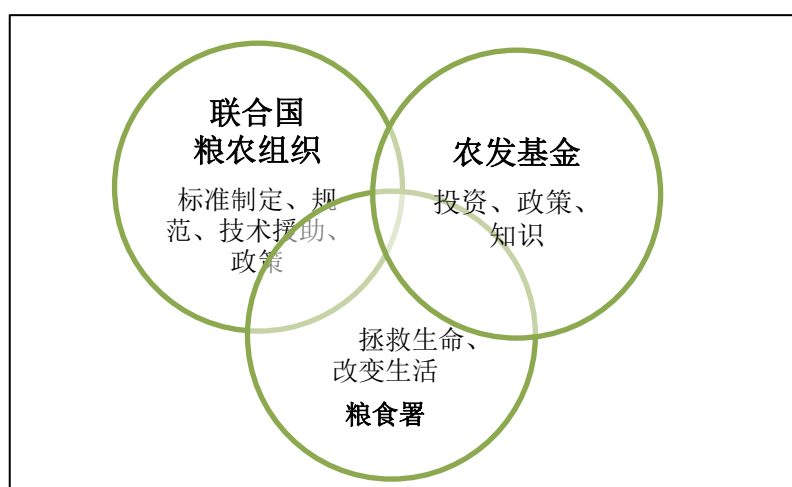 联合国
粮农组织
标准制定、规
范、技术援助、
政策
农发基金
投资、政策、
知识
拯救生命、
改变生活
粮食署